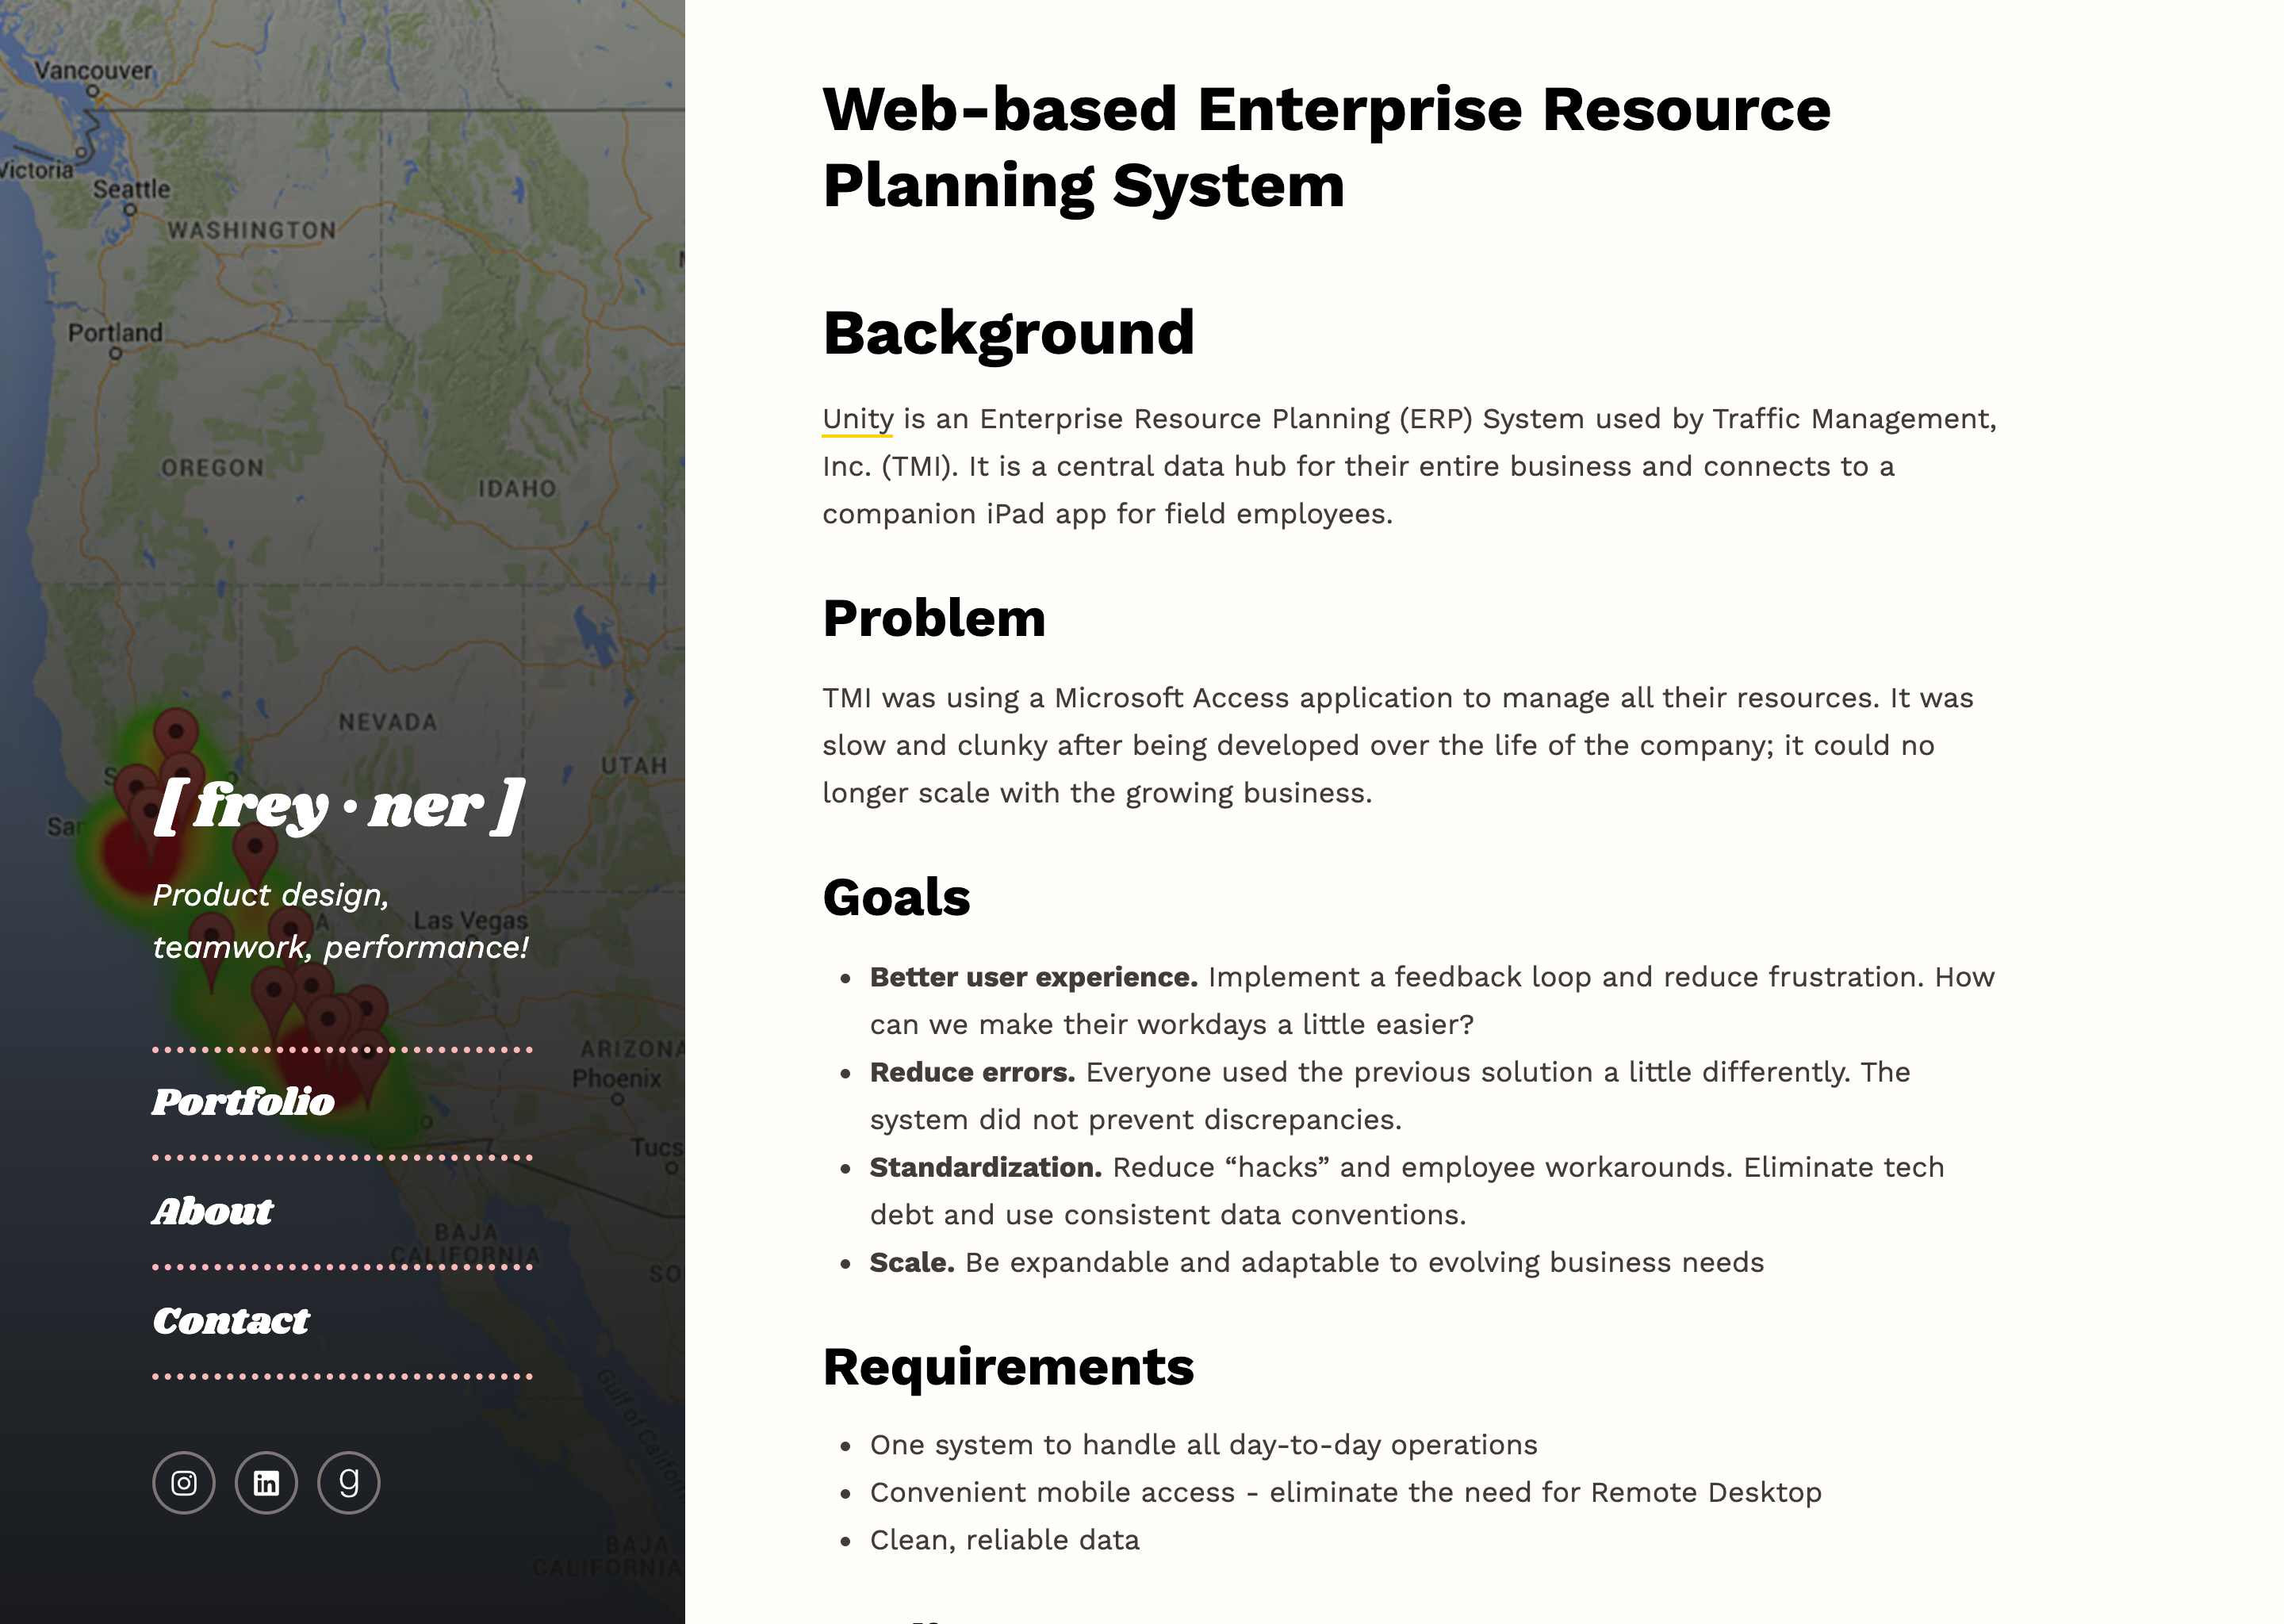 Vancouver
Victoria
Seattle
WASHINGTON
Portland
OREGON
IDAHO
NEVADA
UTAH
[ frey · ner ]
Product design,
Las Vegas
teamwork, performance!
ARIZONA
Phoenix
Portfolio
About
BAJA
CALIFORNIA
Contact
BAJA
CALIFORNIA
Web-based Enterprise Resource
Planning System
Background
Unity is an Enterprise Resource Planning (ERP) System used by Traffic Management,
Inc. (TMI). It is a central data hub for their entire business and connects to a
companion iPad app for field employees.
Problem
TMI was using a Microsoft Access application to manage all their resources. It was
slow and clunky after being developed over the life of the company; it could no
longer scale with the growing business.
Goals
• Better user experience. Implement a feedback loop and reduce frustration. How
can we make their workdays a little easier?
• Reduce errors. Everyone used the previous solution a little differently. The
system did not prevent discrepancies.
• Standardization. Reduce “hacks” and employee workarounds. Eliminate tech
debt and use consistent data conventions.
• Scale. Be expandable and adaptable to evolving business needs
Requirements
• One system to handle all day-to-day operations
• Convenient mobile access - eliminate the need for Remote Desktop
• Clean, reliable data